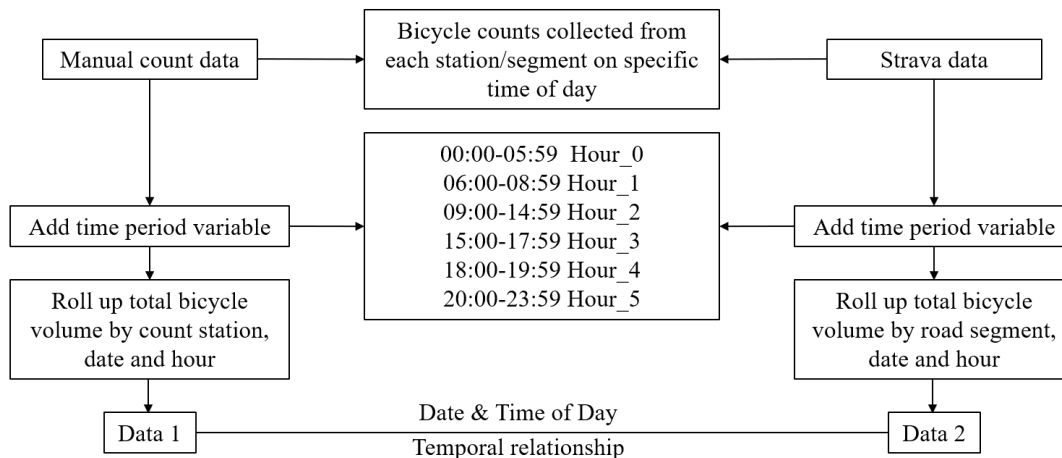 Manual count data
Bicycle counts collected from
each station/segment on specific
time of day
Strava data
00:00-05:59 Hour_0
06:00-08:59 Hour_1
09:00-14:59 Hour_2
15:00-17:59 Hour_3
18:00-19:59 Hour_4
20:00-23:59 Hour_5
Add time period variable
Add time period variable
Roll up total bicycle
volume by count station,
date and hour
Roll up total bicycle
volume by road segment,
date and hour
Data 1
Date & Time of Day
Temporal relationship
Data 2